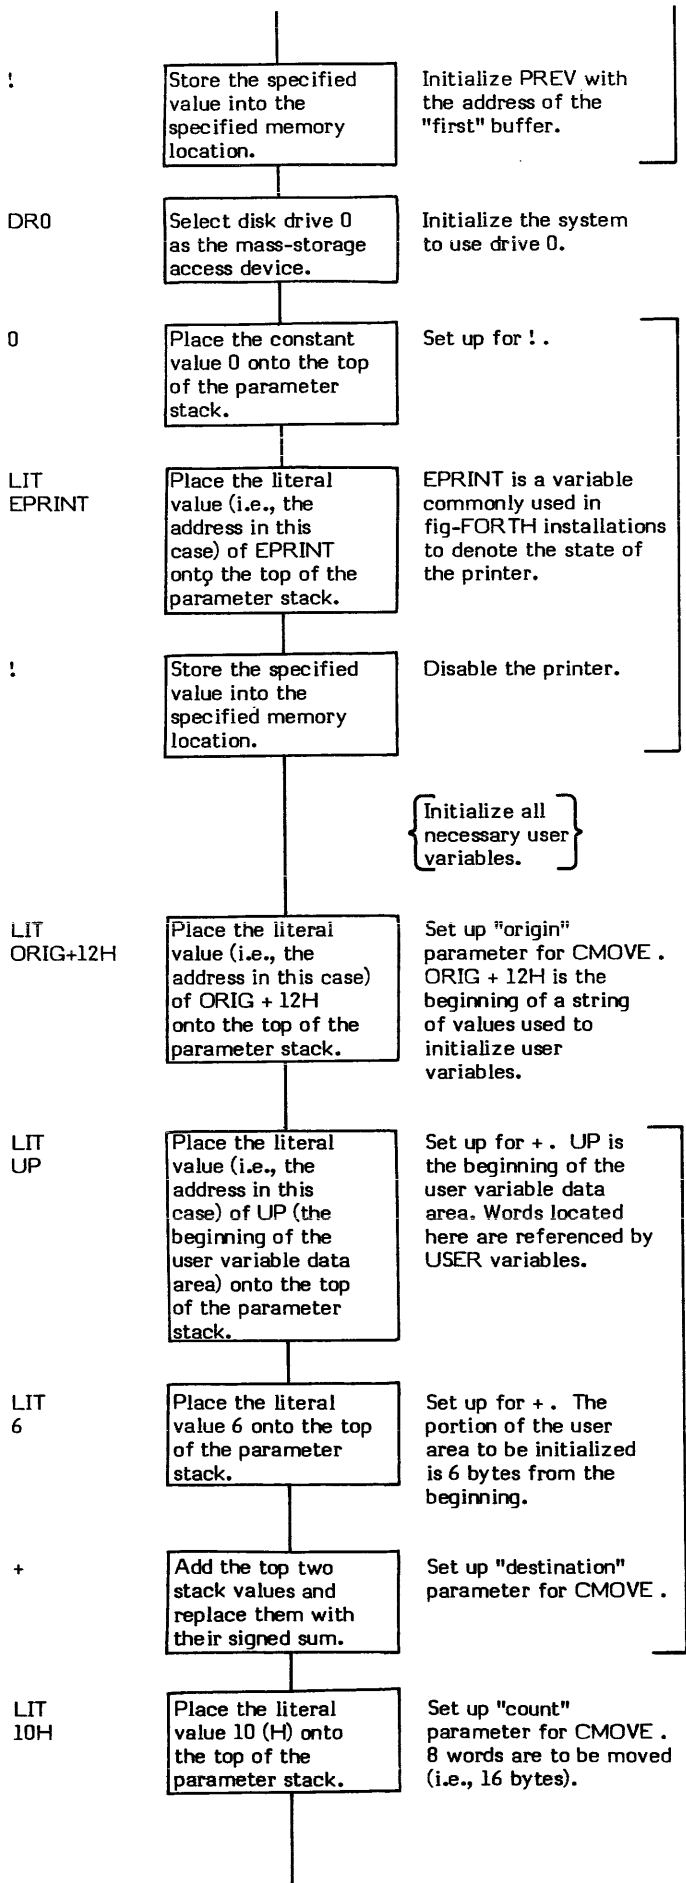 !
Store the specified
value into the
specified memory
location.
Initialize PREV with
the address of the
"first" buffer.
DR0
Select disk drive 0
as the mass-storage
access device.
Initialize the system
to use drive 0.
0
Place the constant
value 0 onto the top
of the parameter
stack.
Set up for ! .
LIT
EPRINT
Place the literal
value (i.e., the
address in this
case) of EPRINT
onto the top of the
parameter stack.
EPRINT is a variable
commonly used in
fig-FORTH installations
to denote the state of
the printer.
!
Store the specified
value into the
specified memory
location.
Disable the printer.
Initialize all
necessary user
variables.
LIT
ORIG+12H
Place the literal
value (i.e., the
address in this case)
of ORIG + 12H
onto the top of the
parameter stack.
Set up "origin"
parameter for CMOVE .
ORIG + 12H is the
beginning of a string
of values used to
initialize user
variables.
LIT
UP
Place the literal
value (i.e., the
address in this
case) of UP (the
beginning of the
user variable data
area) onto the top
of the parameter
stack.
Set up for + . UP is
the beginning of the
user variable data
area. Words located
here are referenced by
USER variables.
LIT
6
Place the literal
value 6 onto the top
of the parameter
stack.
Set up for + . The
portion of the user
area to be initialized
is 6 bytes from the
beginning.
+
Add the top two
stack values and
replace them with
their signed sum.
Set up "destination"
parameter for CMOVE .
LIT
10H
Place the literal
value 10 (H) onto
the top of the
parameter stack.
Set up "count"
parameter for CMOVE .
8 words are to be moved
(i.e., 16 bytes).